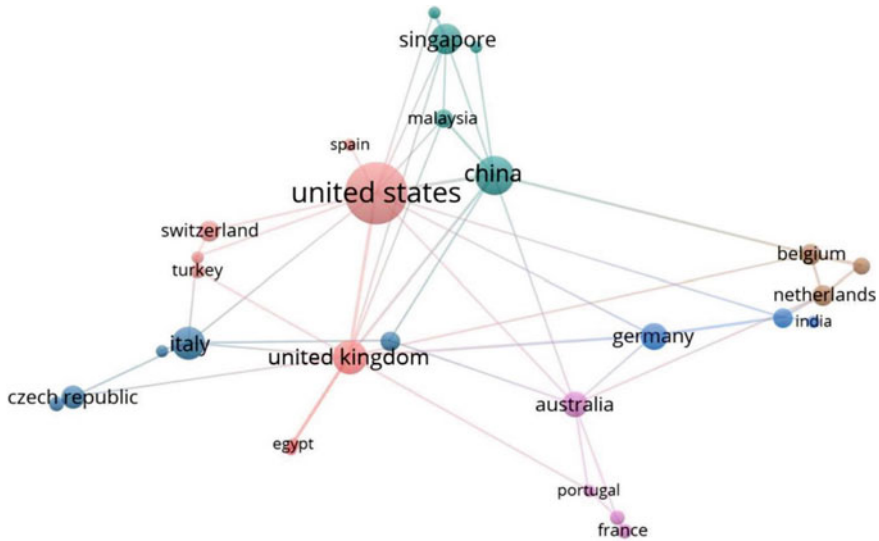 singapore
malaysia
spain
china
united states
switzerland
belgium
turkey
netherlands
india
germany
italy
united kingdom
czech republic
australia
egypt
portugal
france